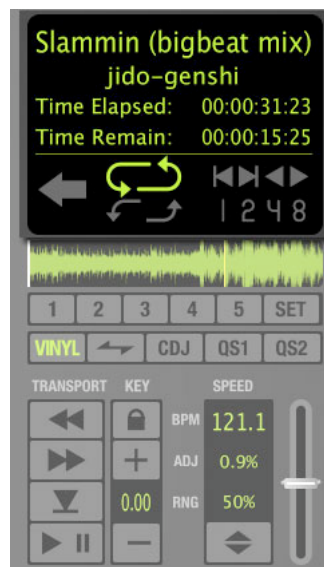 Slammin (bigbeat mix)
jido-genshi
Time Elapsed: 00:00:31:23
Time Remain: 00:00:15:25
1 2 4 8
1 2 3 4 5 SET
VINYL CDJ QS1 QS2
TRANSPORT KEY SPEED
BPM 121.1
+ ADJ 0.9%
0.00 RNG 50%
−